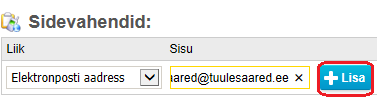 Sidevahendid:
Liik Sisu
Elektronposti aadress aared@tuulesaared.ee Lisa